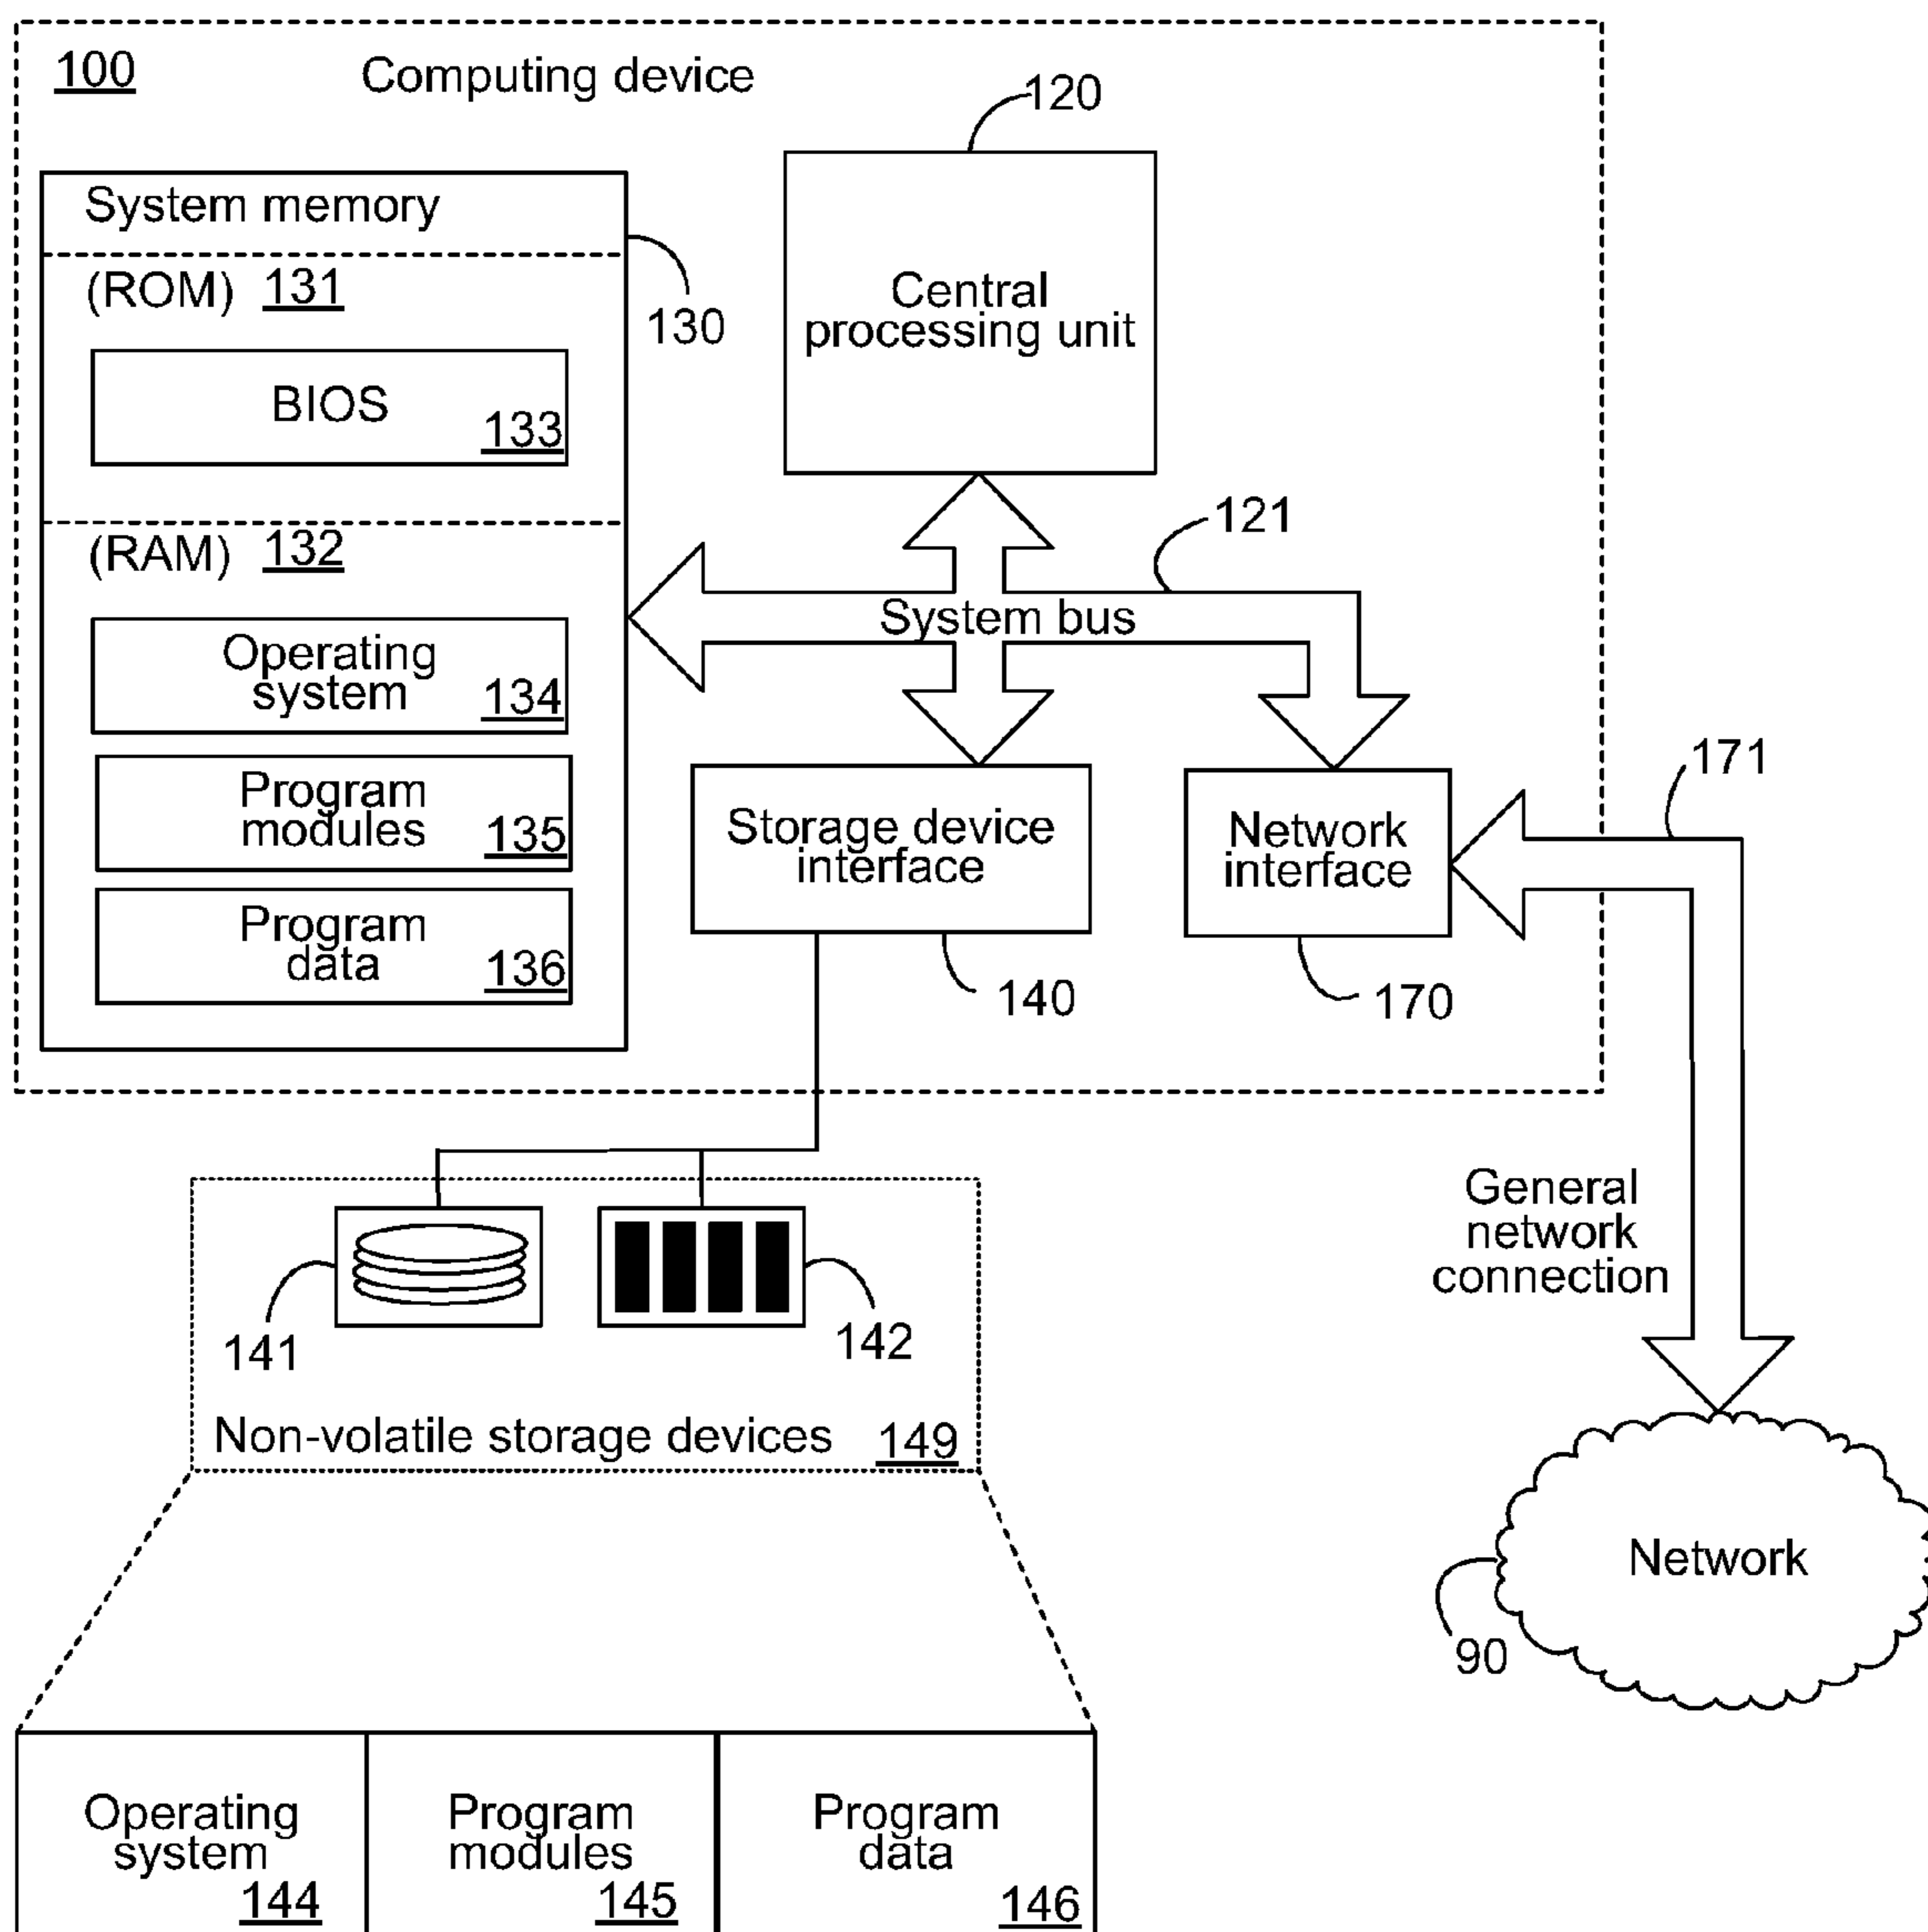 100 Computing device
120
System memory
(ROM) 131
130
BIOS
133
Central
processing unit
(RAM) 132
121
System bus
Operating
system 134
Program
modules 135
Program
data 136
Storage device
interface
140
Network
interface
170
171
141
142
Non-volatile storage devices 149
General
network
connection
Network
90
Operating
system
144
Program
modules
145
Program
data
146